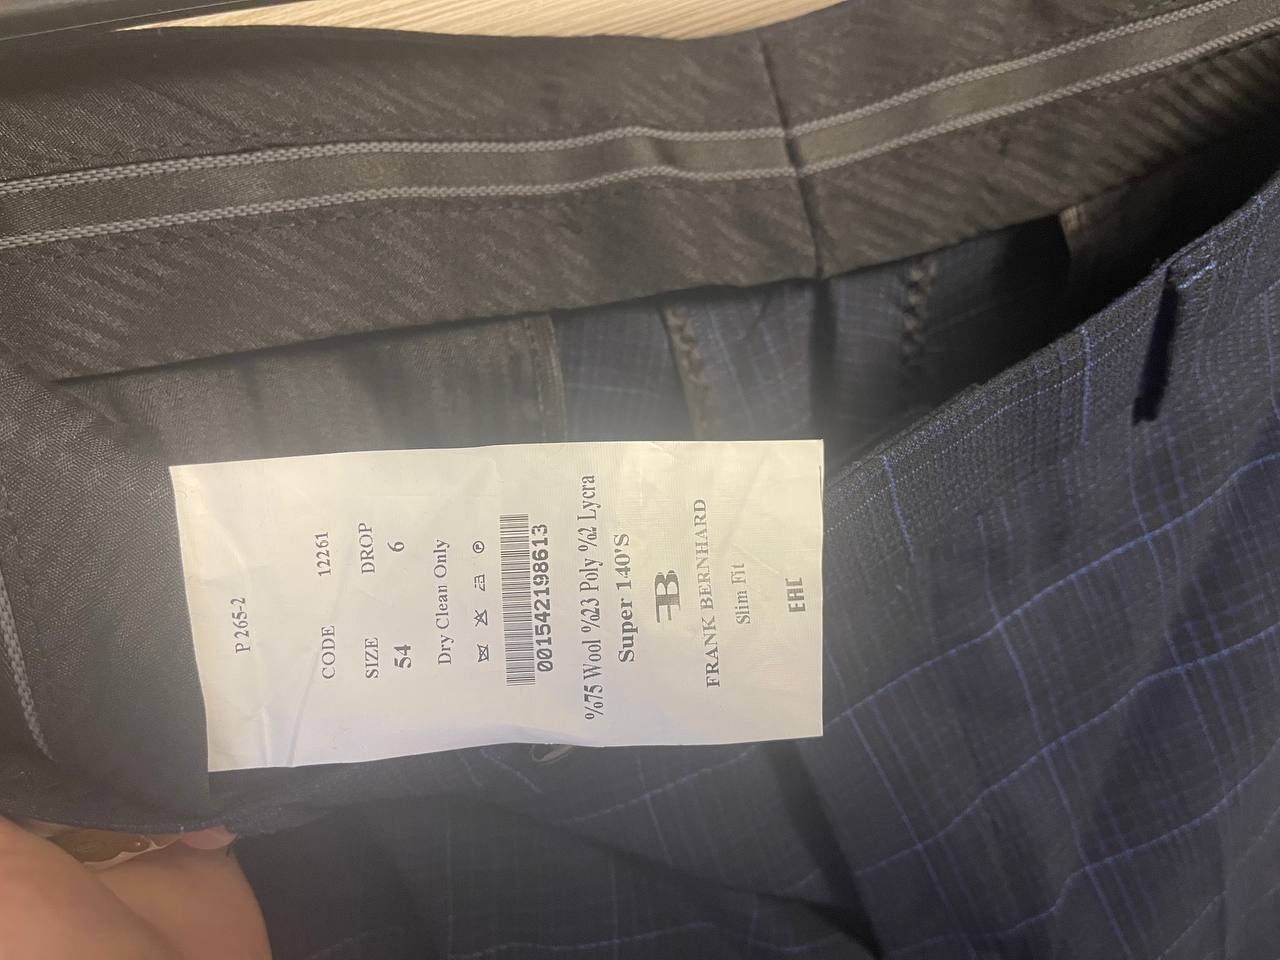 P 265-2
CODE 12261
SIZE DROP
54 6
Dry Clean Only
P
001542198613
%75 Wool %23 Poly %2 Lycra
Super 140'S
FB
FRANK BERNHARD
Slim Fit
EAC